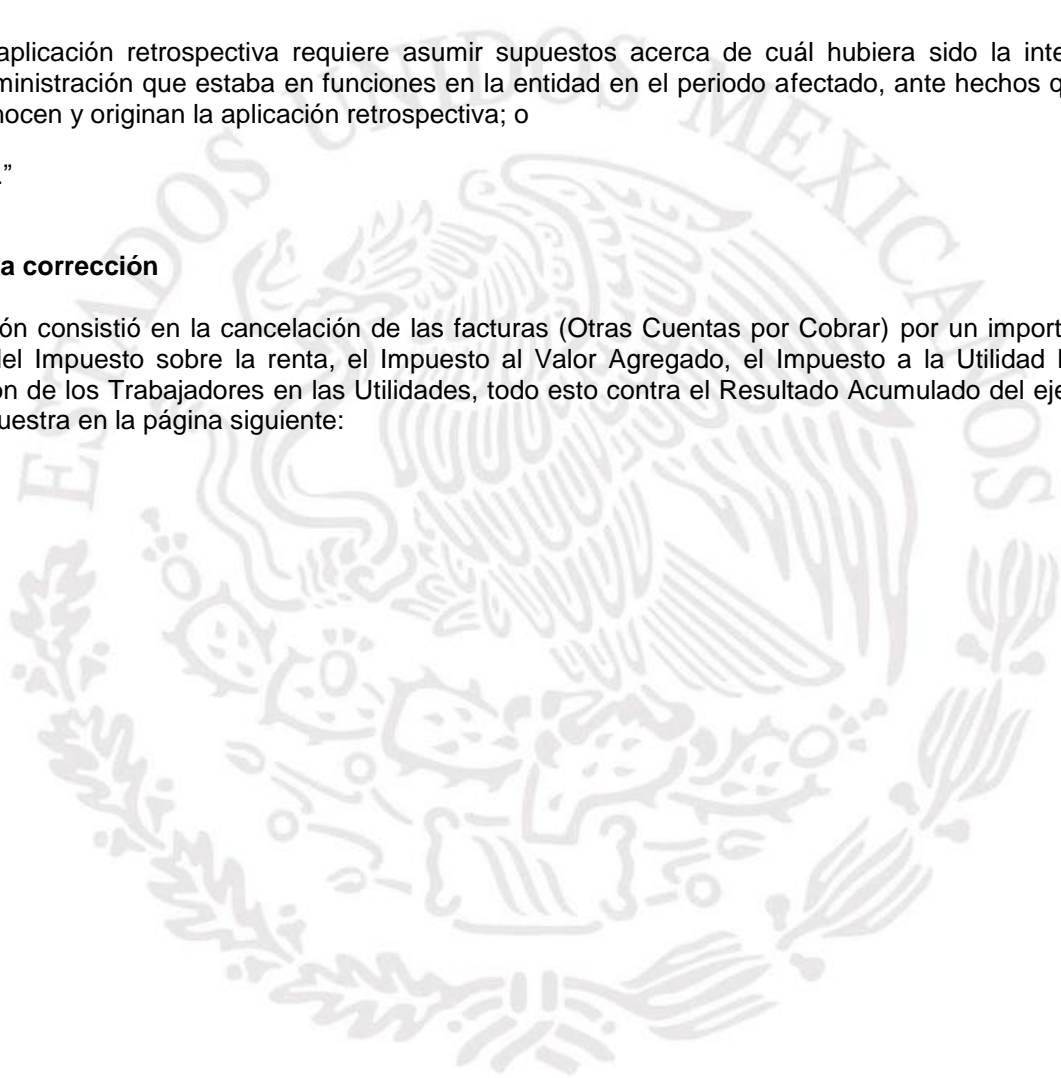 aplicación retrospectiva requiere asumir supuestos acerca de cuál hubiera sido la inte
ministración que estaba en funciones en la entidad en el periodo afectado, ante hechos q
nocen y originan la aplicación retrospectiva; o
.”
a corrección
ón consistió en la cancelación de las facturas (Otras Cuentas por Cobrar) por un import
del Impuesto sobre la renta, el Impuesto al Valor Agregado, el Impuesto a la Utilidad
ón de los Trabajadores en las Utilidades, todo esto contra el Resultado Acumulado del eje
uestra en la página siguiente:
ESTADOS UNIDOS MEXICANOS